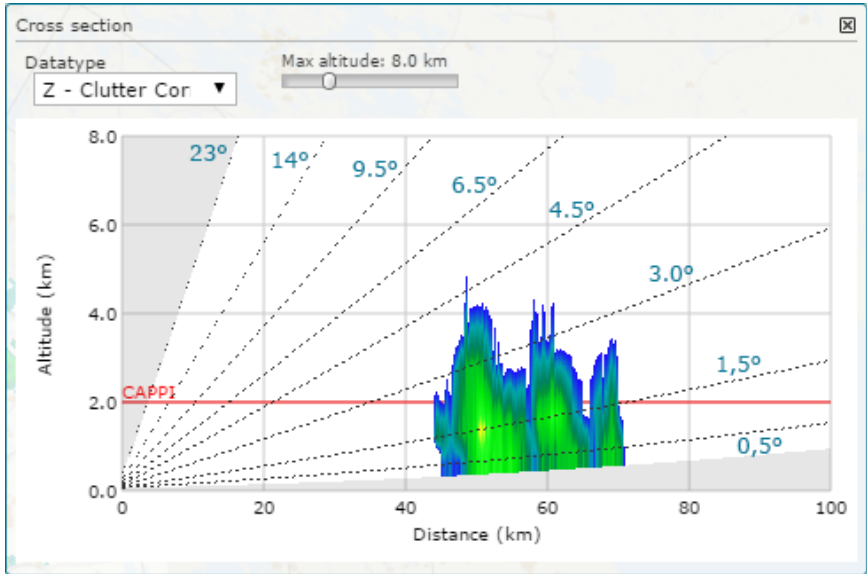 Cross section
Datatype
Max altitude: 8.0 km
Z - Clutter Cor
8.0
23º
14º
9.5º
6.5º
4.5º
6.0
3.0º
4.0
1,5º
CAPPI
2.0
0,5º
0.0
0 20 40 60 80 100
Altitude (km)
Distance (km)